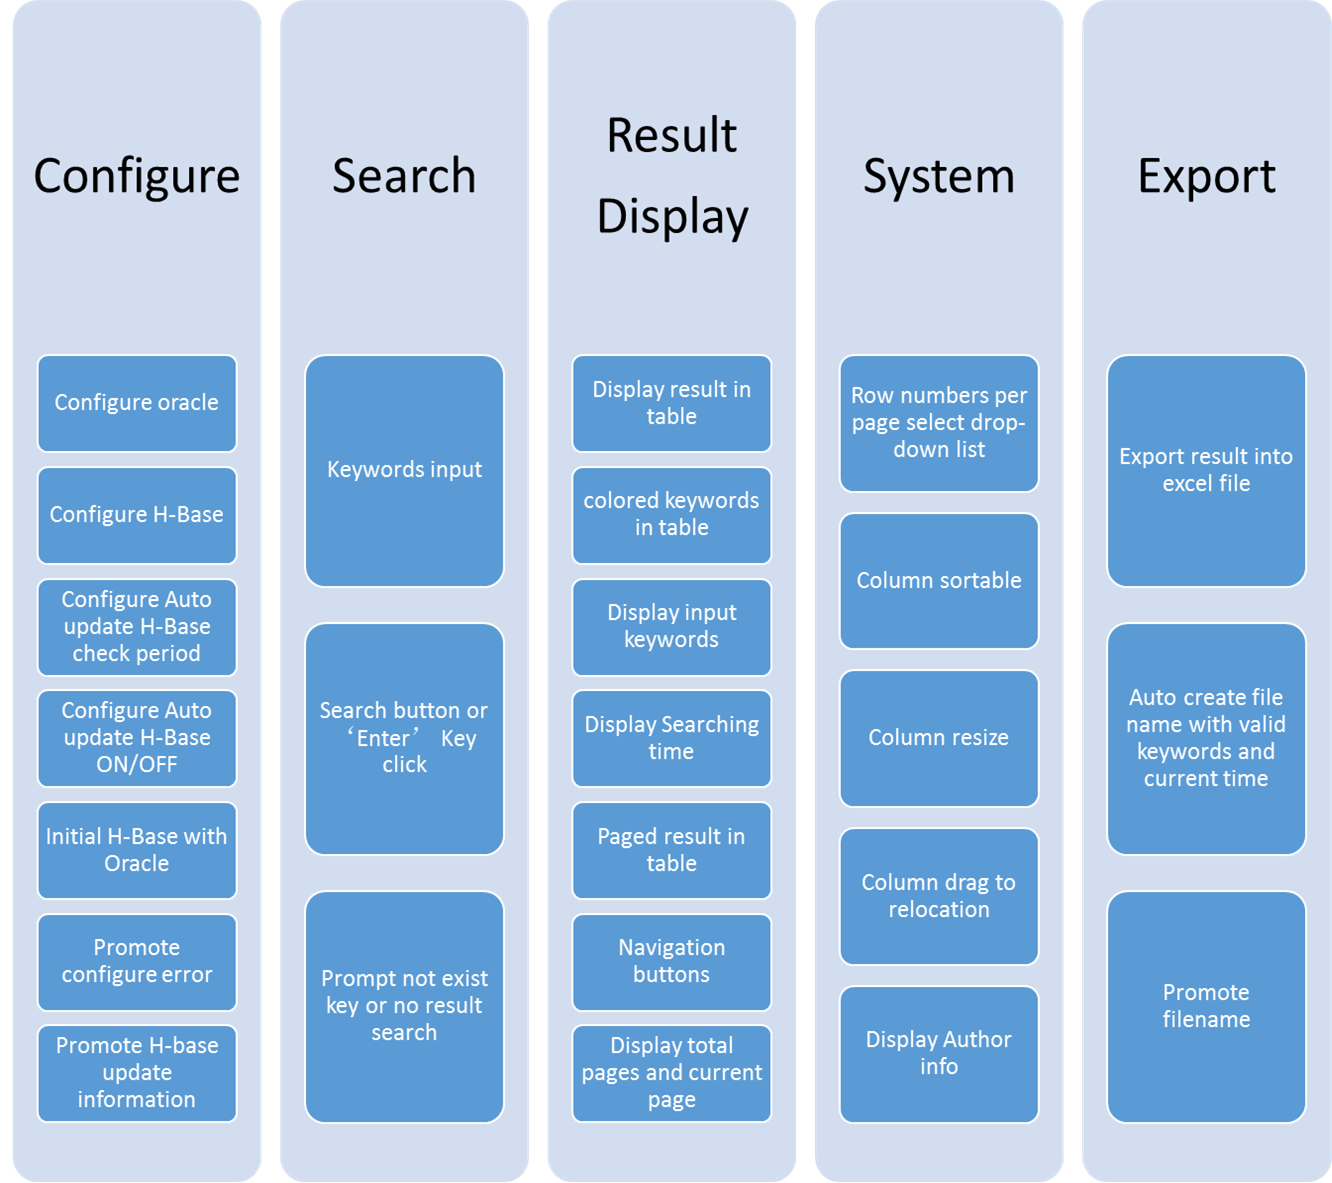 Configure
Configure oracle
Configure H-Base
Configure Auto
update H-Base
check period
Configure Auto
update H-Base
ON/OFF
Initial H-Base with
Oracle
Promote
configure error
Promote H-base
update
information
Search
Keywords input
Search button or
‘Enter’ Key
click
Prompt not exist
key or no result
search
Result
Display
Display result in
table
colored keywords
in table
Display input
keywords
Display Searching
time
Paged result in
table
Navigation
buttons
Display total
pages and current
page
System
Row numbers per
page select drop-
down list
Column sortable
Column resize
Column drag to
relocation
Display Author
info
Export
Export result into
excel file
Auto create file
name with valid
keywords and
current time
Promote
filename